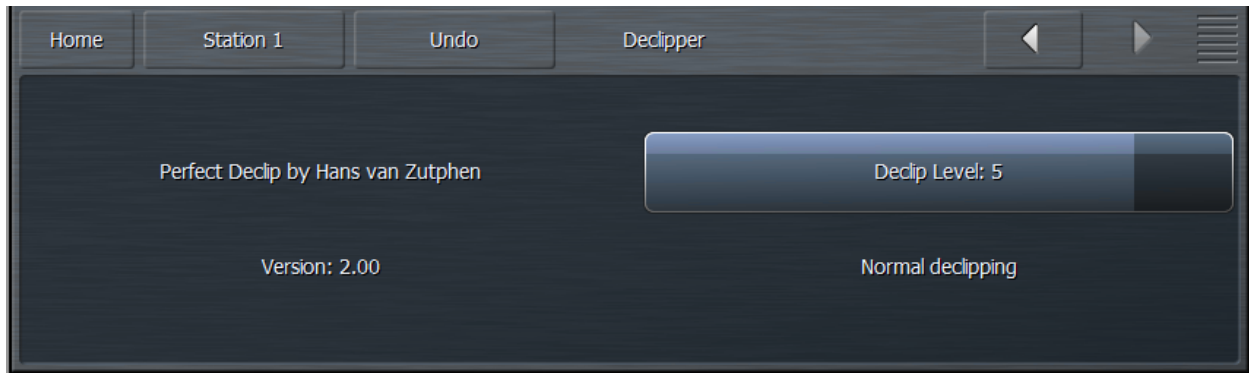 Home
Station 1
Undo
Declipper
Perfect Declip by Hans van Zutphen
Declip Level: 5
Version: 2.00
Normal declipping